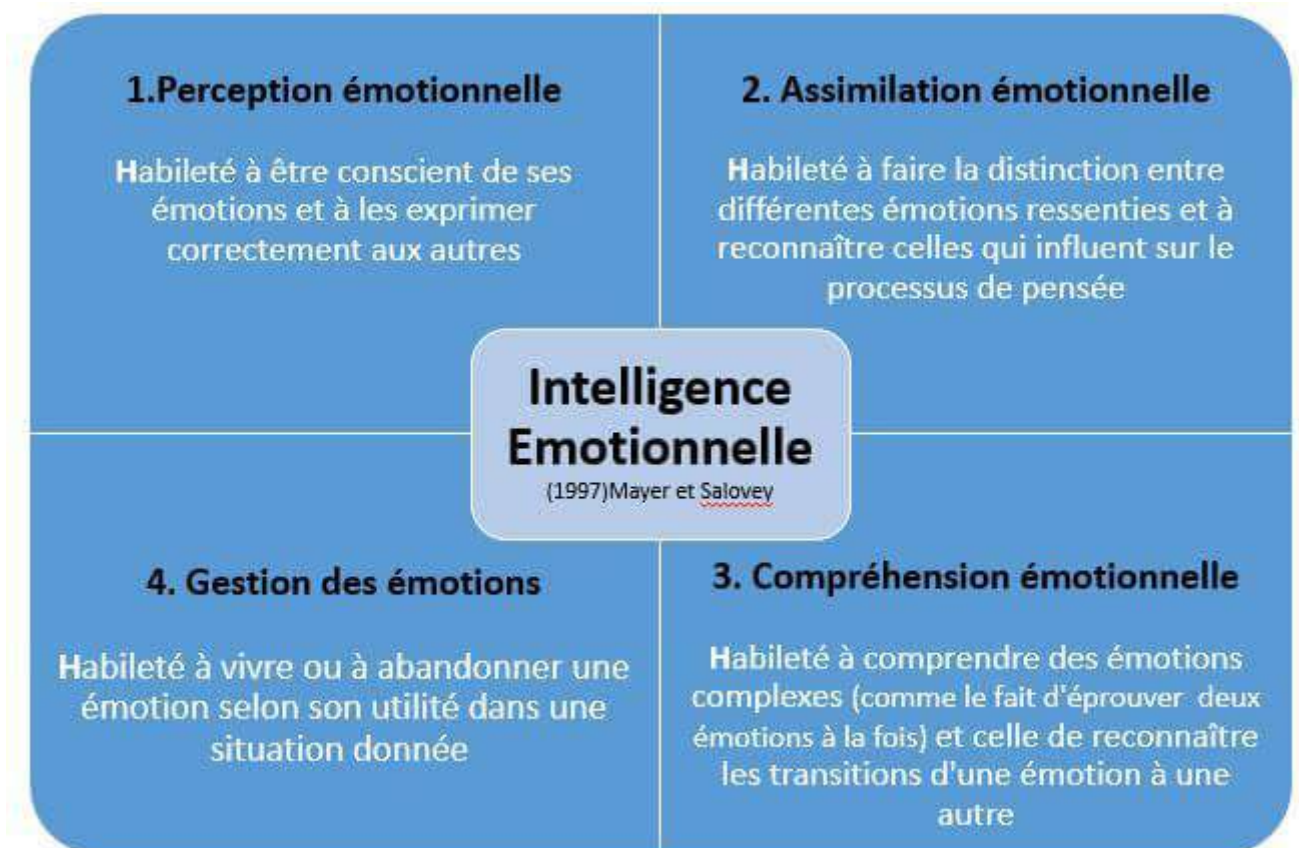 1.Perception émotionnelle
Habileté à être conscient de ses
émotions et à les exprimer
correctement aux autres
2. Assimilation émotionnelle
Habileté à faire la distinction entre
différentes émotions ressenties et à
reconnaître celles qui influent sur le
processus de pensée
Intelligence
Emotionnelle
(1997)Mayer et Salovey
4. Gestion des émotions
Habileté à vivre ou à abandonner une
émotion selon son utilité dans une
situation donnée
3. Compréhension émotionnelle
Habileté à comprendre des émotions
complexes (comme le fait d'éprouver deux
émotions à la fois) et celle de reconnaître
les transitions d'une émotion à une
autre